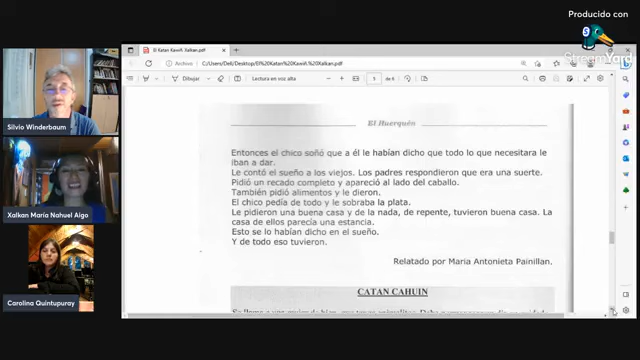 Producido con
StreamYard
El Katan Kawiñ Xalkan.pdf
Archivo
C:/Users/Dell/Desktop/El%20Katan%20Kawiñ.%20Xalkan.pdf
Dibujar
Lectura en voz alta
5
de 6
El Huerquén
Entonces el chico soñó que a él le habían dicho que todo lo que necesitara le
iban a dar.
Le contó el sueño a los viejos. Los padres respondieron que era una suerte.
Pidió un recado completo y apareció al lado del caballo.
También pidió alimentos y le dieron.
El chico pedía de todo y le sobraba la plata.
Le pidieron una buena casa y de la nada, de repente, tuvieron buena casa. La
casa de ellos parecía una estancia.
Esto se lo habían dicho en el sueño.
Y de todo eso tuvieron.
Relatado por Maria Antonieta Painillan.
CATAN CAHUIN
Silvio Winderbaum
Xalkan María Nahuel Aigo
Carolina Quintupuray